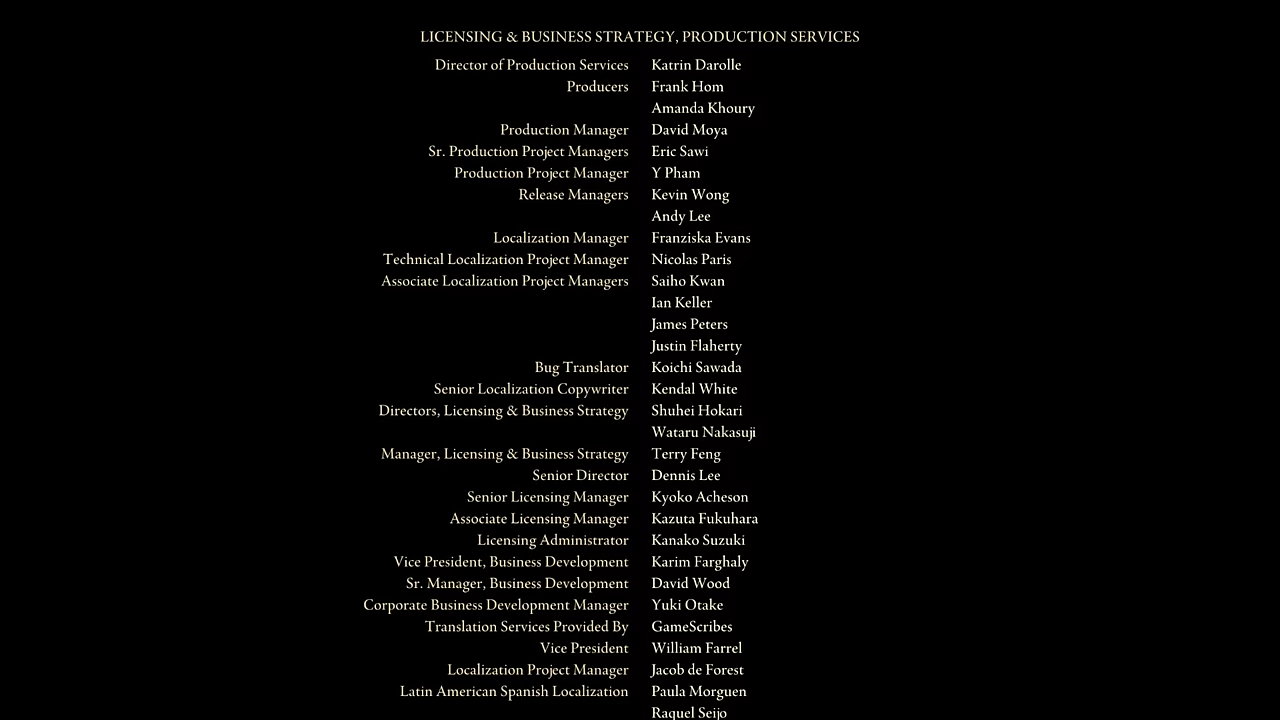 LICENSING & BUSINESS STRATEGY, PRODUCTION SERVICES
Director of Production Services Katrin Darolle
Producers Frank Hom
Amanda Khoury
Production Manager David Moya
Sr. Production Project Managers Eric Sawi
Production Project Manager Y Pham
Release Managers Kevin Wong
Andy Lee
Localization Manager Franziska Evans
Technical Localization Project Manager Nicolas Paris
Associate Localization Project Managers Saiho Kwan
Ian Keller
James Peters
Justin Flaherty
Bug Translator Koichi Sawada
Senior Localization Copywriter Kendal White
Directors, Licensing & Business Strategy Shuhei Hokari
Wataru Nakasuji
Manager, Licensing & Business Strategy Terry Feng
Senior Director Dennis Lee
Senior Licensing Manager Kyoko Acheson
Associate Licensing Manager Kazuta Fukuhara
Licensing Administrator Kanako Suzuki
Vice President, Business Development Karim Farghaly
Sr. Manager, Business Development David Wood
Corporate Business Development Manager Yuki Otake
Translation Services Provided By GameScribes
Vice President William Farrel
Localization Project Manager Jacob de Forest
Latin American Spanish Localization Paula Morguen
Raquel Seijo